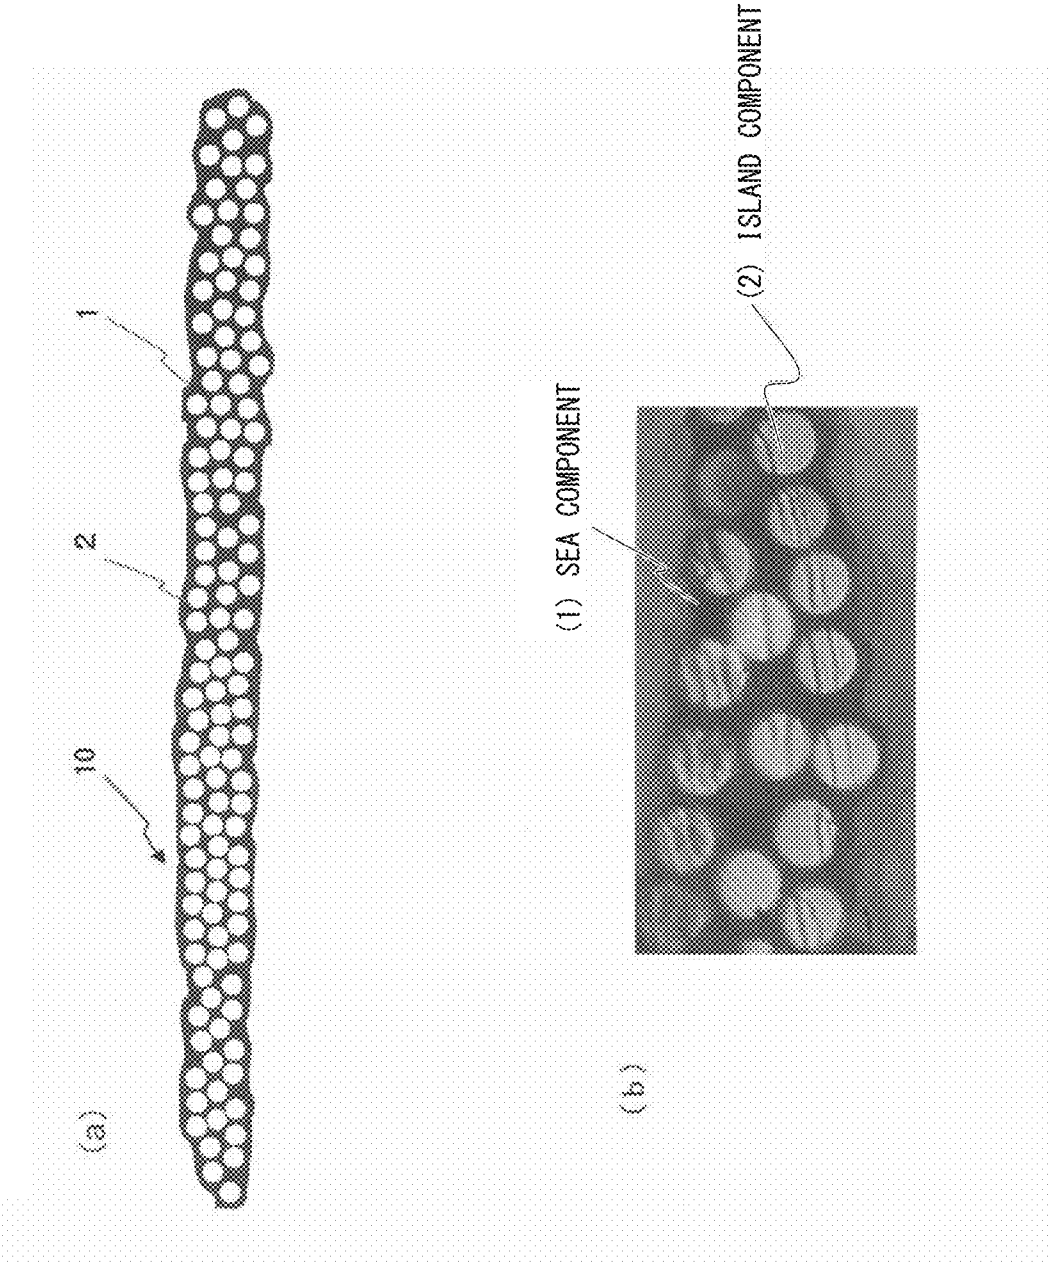 (a)
10
2
1
(b)
(1) SEA COMPONENT
(2) ISLAND COMPONENT